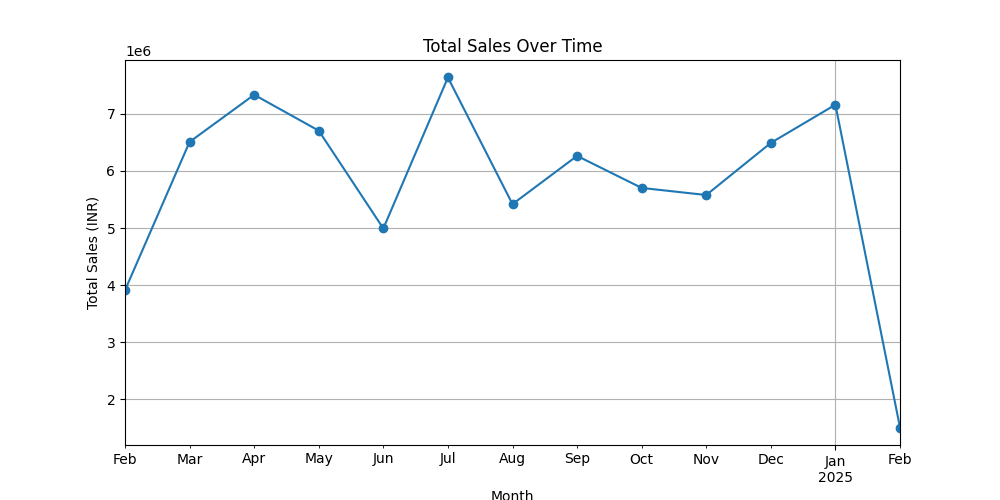 Total Sales Over Time
1e6
7
6
5
4
3
2
Total Sales (INR)
Feb Mar Apr May Jun Jul Aug Sep Oct Nov Dec Jan Feb
2025
Month